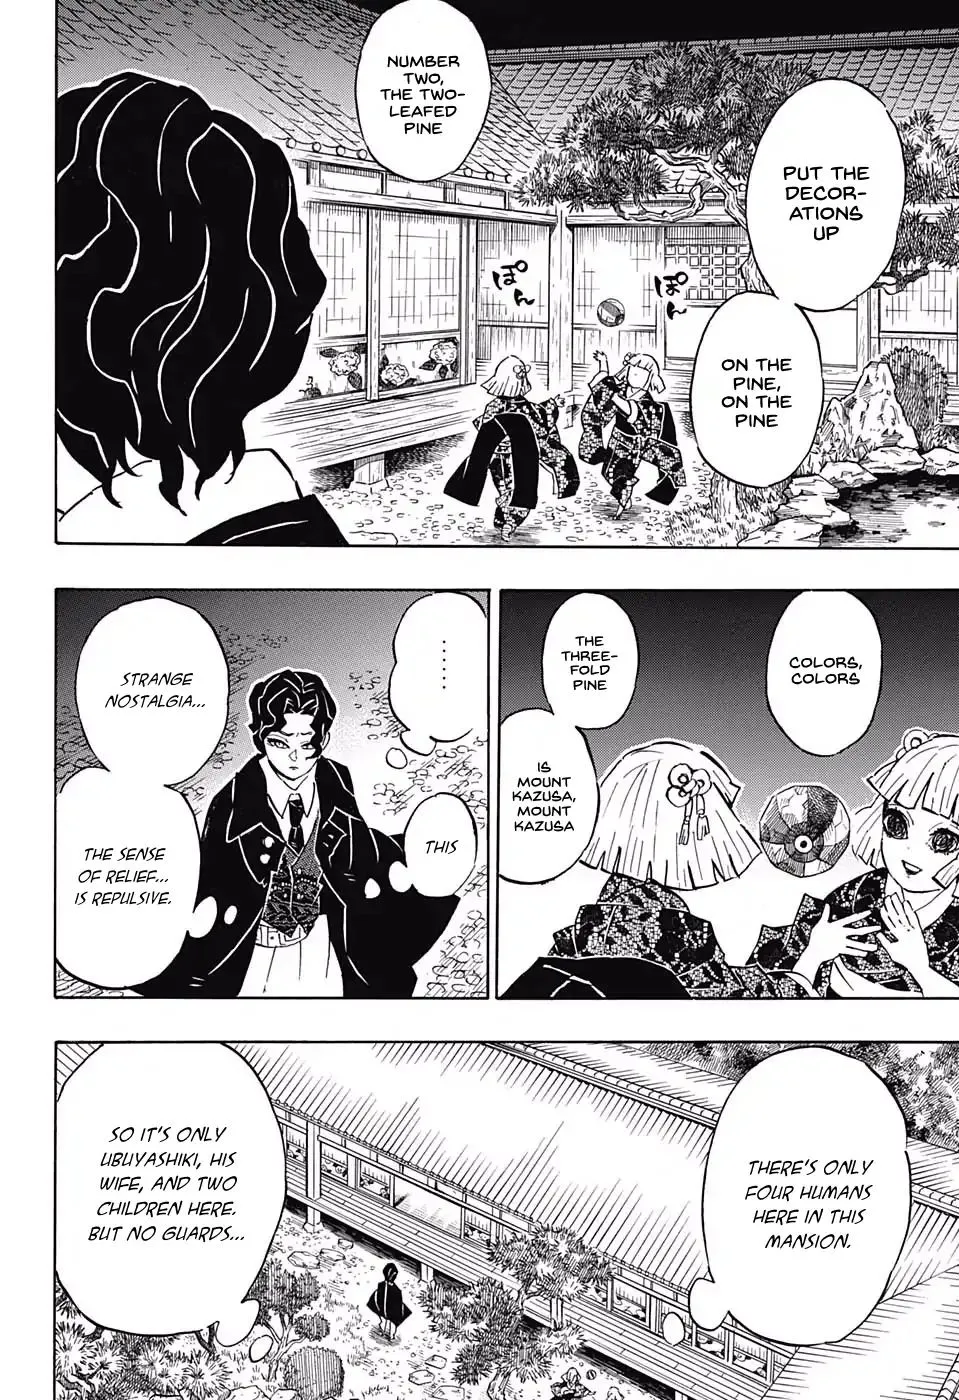 PUT THE
DECOR-
ATIONS
UP
ON THE
PINE,
ON THE
PINE
NUMBER
TWO,
THE TWO-
LEAFED
PINE
ぽん
ぽん
COLORS,
COLORS
THE
THREE-
FOLD
PINE
IS
MOUNT
KAZUSA,
MOUNT
KAZUSA
......
THIS
STRANGE
NOSTALGIA...
THE SENSE
OF RELIEF...
IS REPULSIVE.
THERE'S ONLY
FOUR HUMANS
HERE IN THIS
MANSION.
SO IT'S ONLY
UBUYASHIKI, HIS
WIFE, AND TWO
CHILDREN HERE.
BUT NO GUARDS...